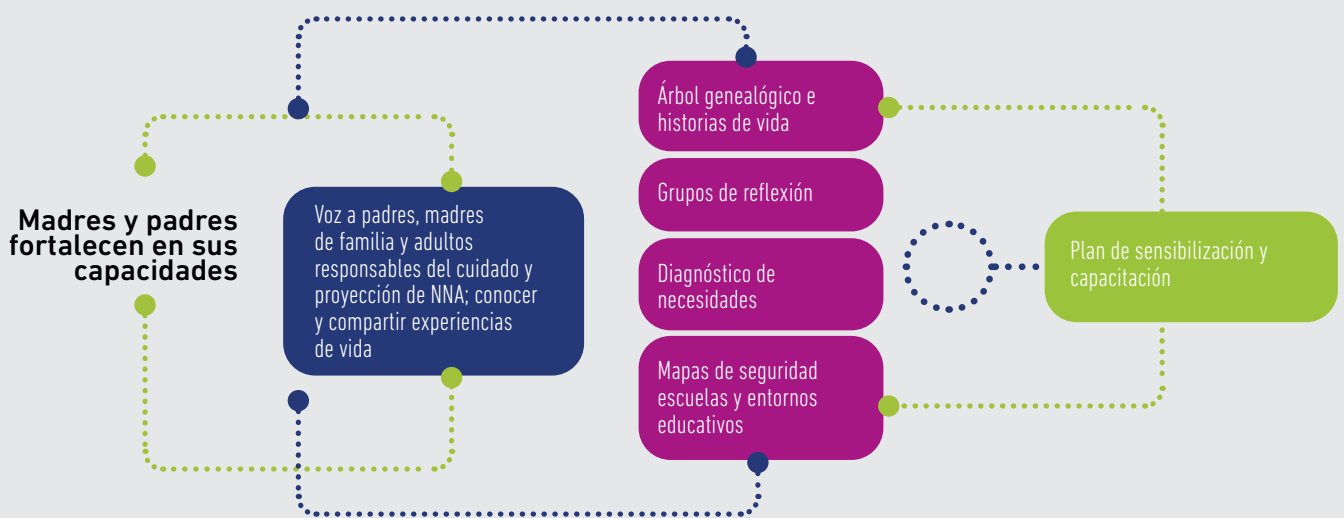 Madres y padres
fortalecen en sus
capacidades
Voz a padres, madres
de familia y adultos
responsables del cuidado y
proyección de NNA; conocer
y compartir experiencias
de vida
Árbol genealógico e
historias de vida
Grupos de reflexión
Diagnóstico de
necesidades
Mapas de seguridad
escuelas y entornos
educativos
Plan de sensibilización y
capacitación